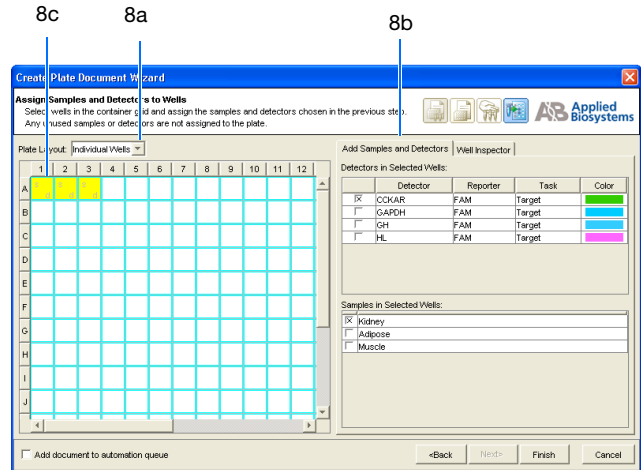 8c 8a 8b
Create Plate Document Wizard
Assign Samples and Detectors to Wells
Select wells in the container grid and assign the samples and detectors chosen in the previous step.
Any unused samples or detectors are not assigned to the plate.
AB Applied Biosystems
Plate Layout: Individual Wells
Add Samples and Detectors Well Inspector
1 2 3 4 5 6 7 8 9 10 11 12
A
B
C
D
E
F
G
H
I
J
Detectors in Selected Wells:
Detector Reporter Task Color
CCKAR FAM Target
GAPDH FAM Target
GH FAM Target
HL FAM Target
Samples in Selected Wells:
Kidney
Adipose
Muscle
Add document to automation queue
<Back Next> Finish Cancel